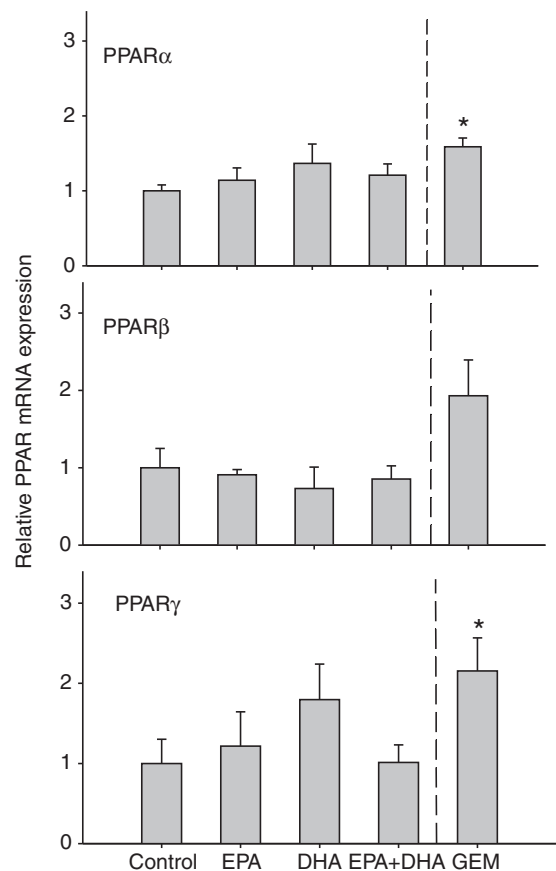 3
PPARα
2
*
1
0
3
PPARβ
2
1
0
Relative PPAR mRNA expression
3
PPARγ
*
2
1
0
Control EPA DHA EPA+DHA GEM